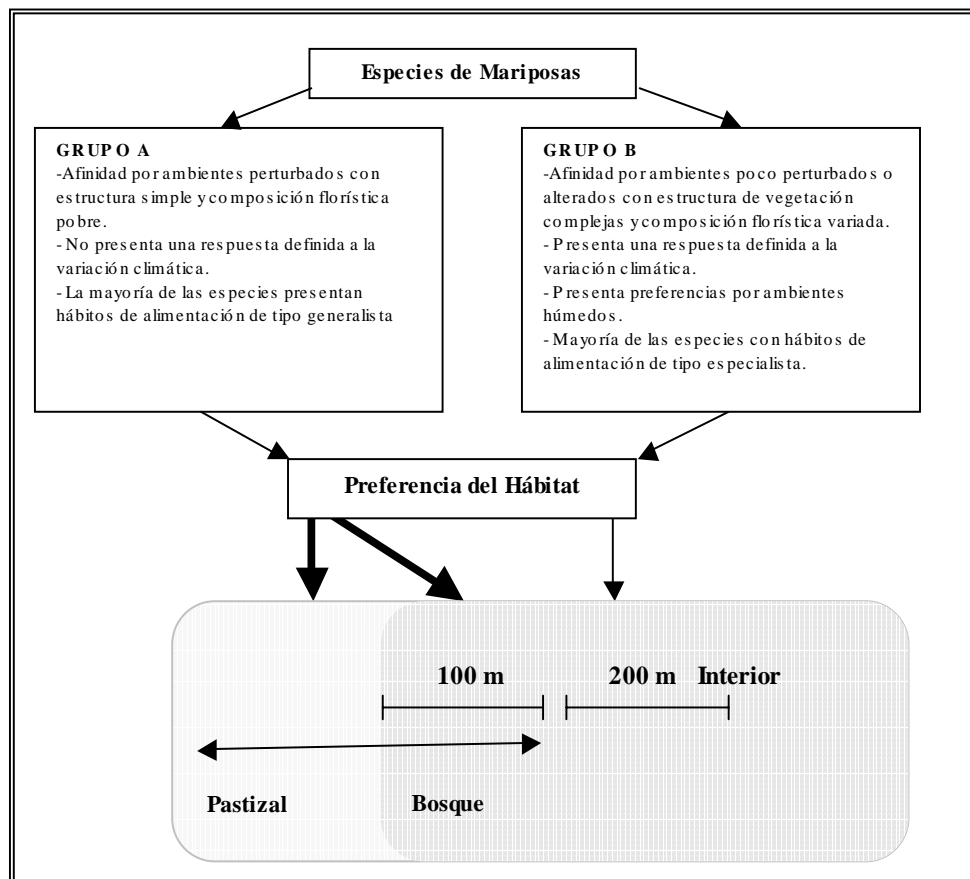 Especies de Mariposas
GRUPO A
-Afinidad por ambientes perturbados con
estructura simple y composición florística
pobre.
- No presenta una respuesta definida a la
variación climática.
- La mayoría de las especies presentan
hábitos de alimentación de tipo generalista
GRUPO B
-Afinidad por ambientes poco perturbados o
alterados con estructura de vegetación
complejas y composición florística variada.
- Presenta una respuesta definida a la
variación climática.
- Presenta preferencias por ambientes
húmedos.
- Mayoría de las especies con hábitos de
alimentación de tipo especialista.
Preferencia del Hábitat
100 m
200 m Interior
Pastizal
Bosque